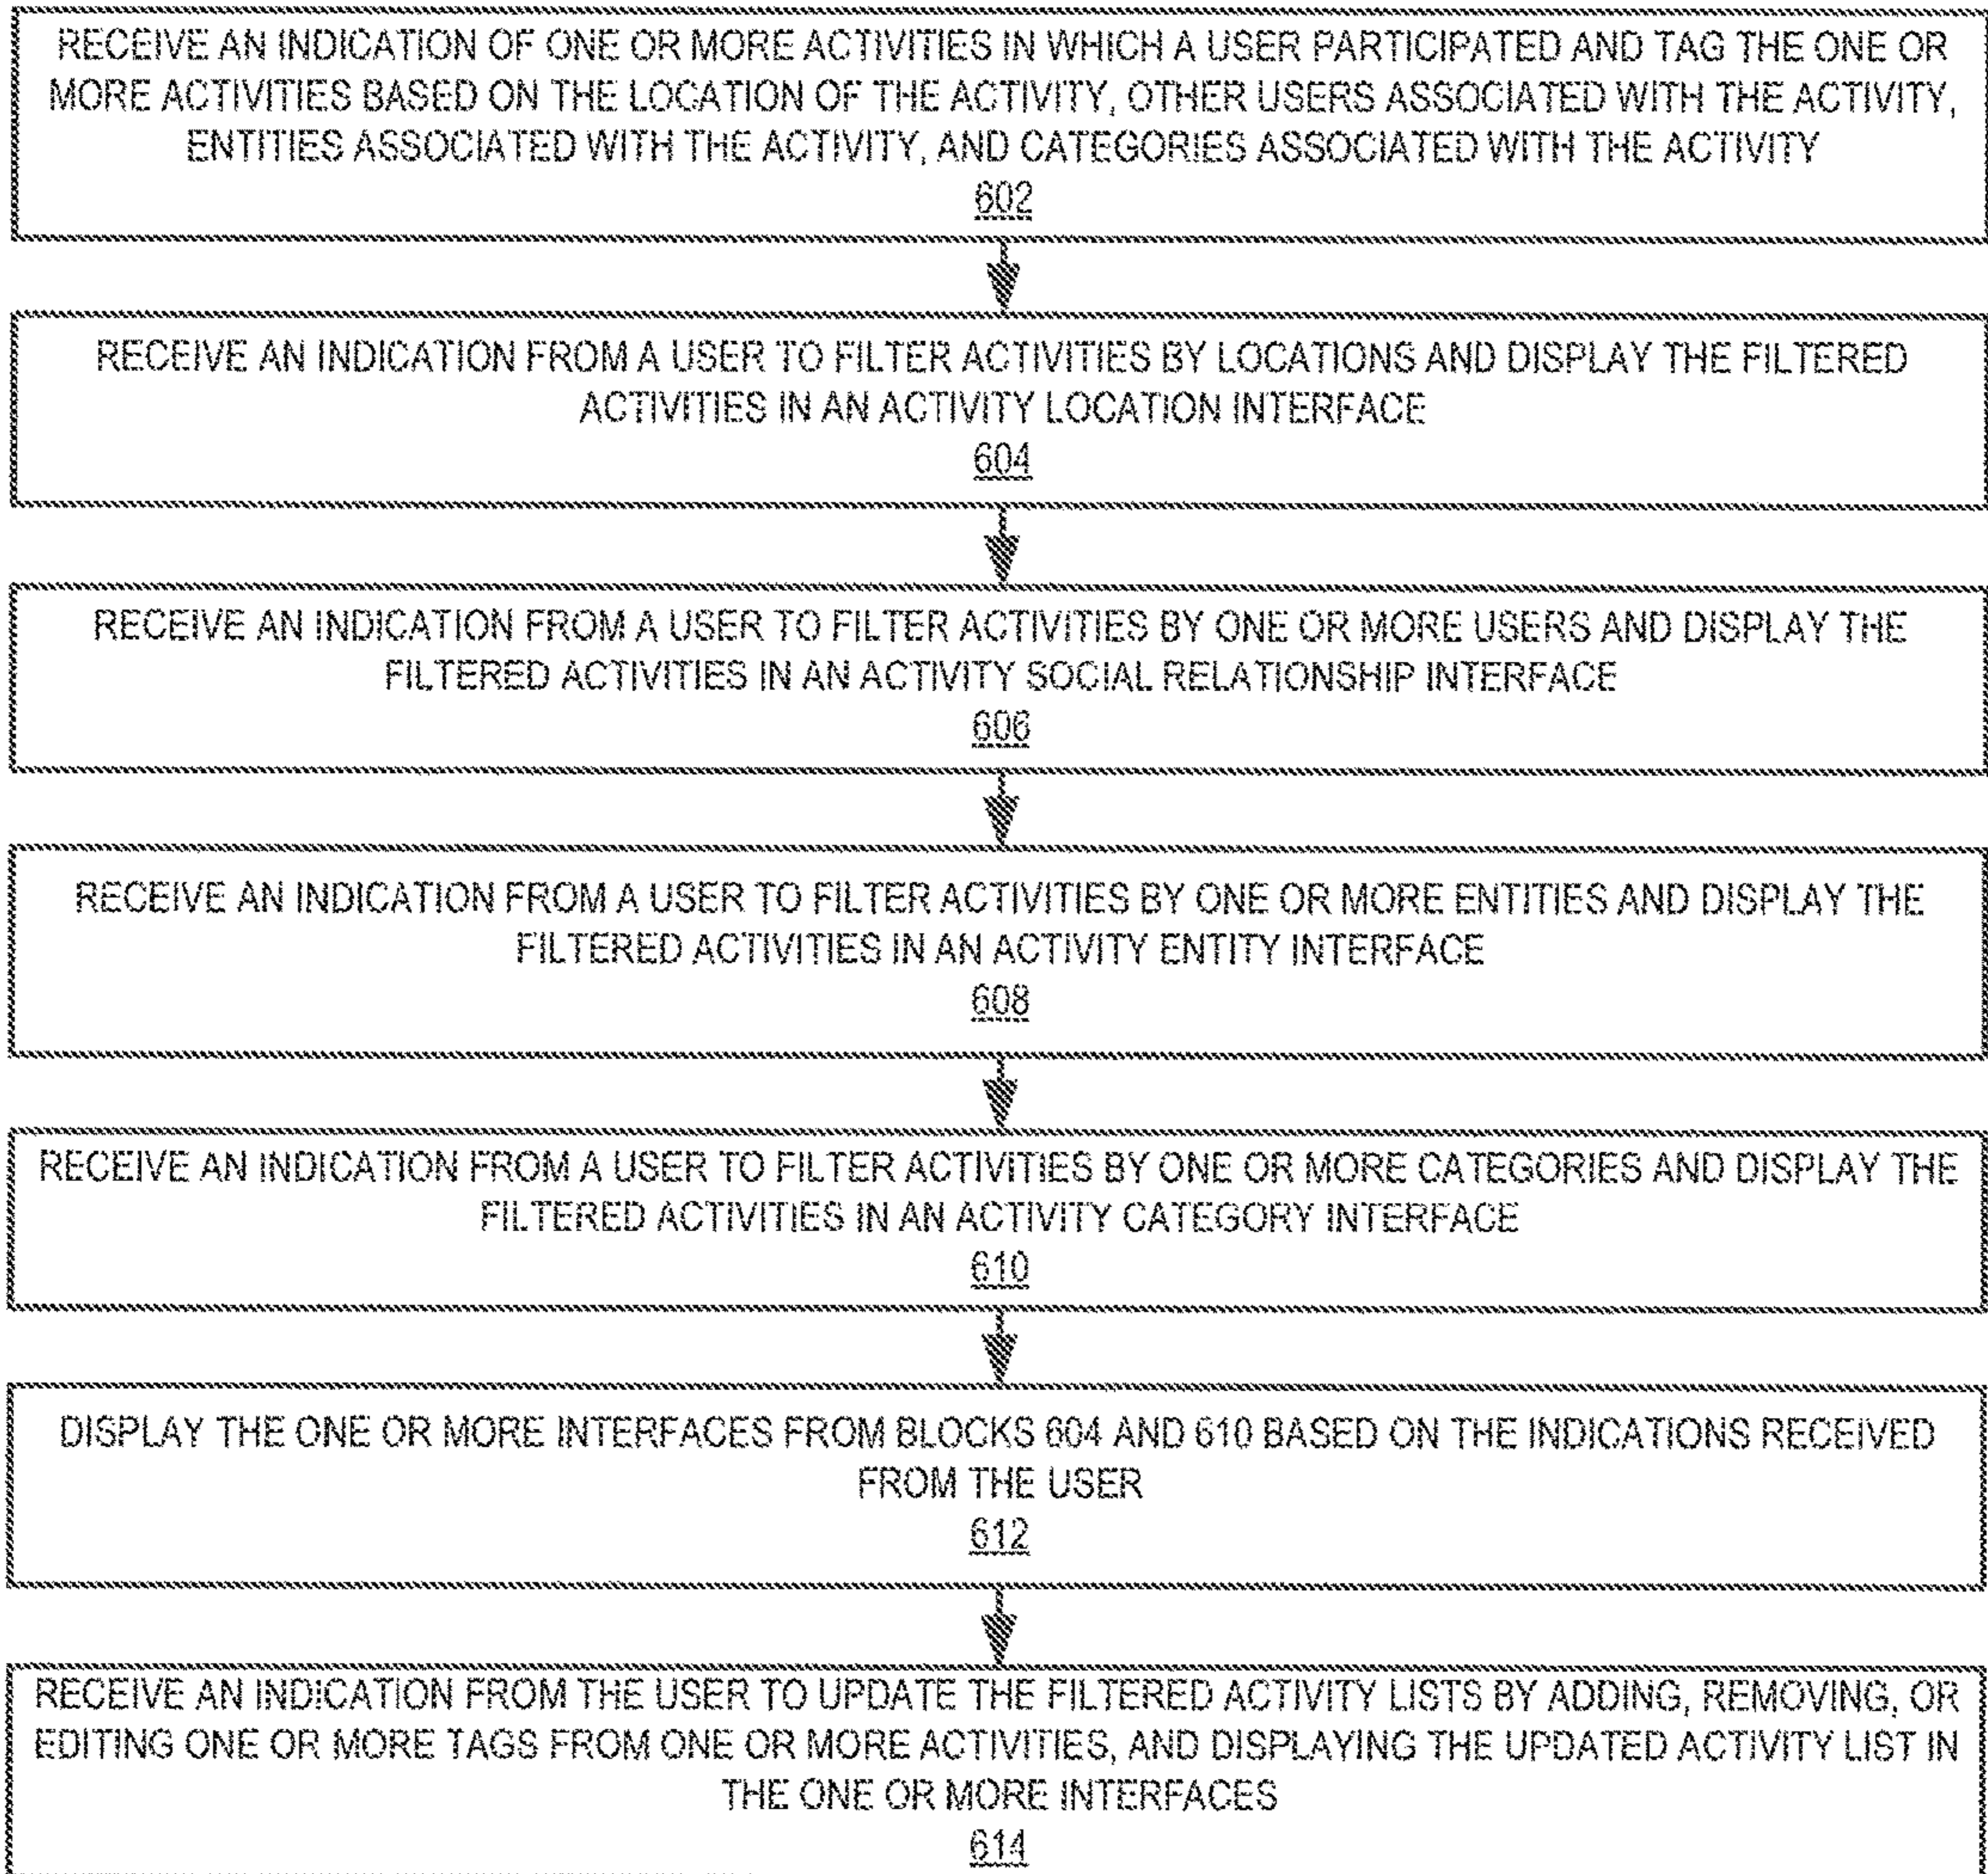 RECEIVE AN INDICATION OF ONE OR MORE ACTIVITIES IN WHICH A USER PARTICIPATED AND TAG THE ONE OR
MORE ACTIVITIES BASED ON THE LOCATION OF THE ACTIVITY, OTHER USERS ASSOCIATED WITH THE ACTIVITY,
ENTITIES ASSOCIATED WITH THE ACTIVITY, AND CATEGORIES ASSOCIATED WITH THE ACTIVITY
602
RECEIVE AN INDICATION FROM A USER TO FILTER ACTIVITIES BY LOCATIONS AND DISPLAY THE FILTERED
ACTIVITIES IN AN ACTIVITY LOCATION INTERFACE
604
RECEIVE AN INDICATION FROM A USER TO FILTER ACTIVITIES BY ONE OR MORE USERS AND DISPLAY THE
FILTERED ACTIVITIES IN AN ACTIVITY SOCIAL RELATIONSHIP INTERFACE
606
RECEIVE AN INDICATION FROM A USER TO FILTER ACTIVITIES BY ONE OR MORE ENTITIES AND DISPLAY THE
FILTERED ACTIVITIES IN AN ACTIVITY ENTITY INTERFACE
608
RECEIVE AN INDICATION FROM A USER TO FILTER ACTIVITIES BY ONE OR MORE CATEGORIES AND DISPLAY THE
FILTERED ACTIVITIES IN AN ACTIVITY CATEGORY INTERFACE
610
DISPLAY THE ONE OR MORE INTERFACES FROM BLOCKS 604 AND 610 BASED ON THE INDICATIONS RECEIVED
FROM THE USER
612
RECEIVE AN INDICATION FROM THE USER TO UPDATE THE FILTERED ACTIVITY LISTS BY ADDING, REMOVING, OR
EDITING ONE OR MORE TAGS FROM ONE OR MORE ACTIVITIES, AND DISPLAYING THE UPDATED ACTIVITY LIST IN
THE ONE OR MORE INTERFACES
614